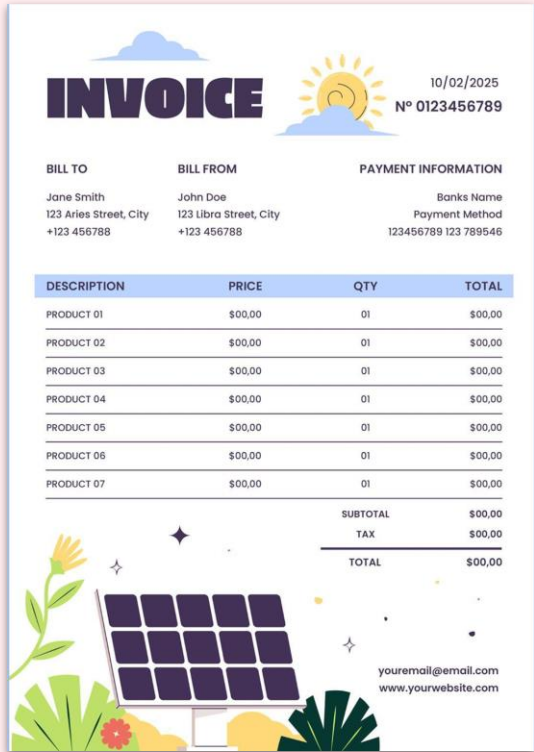 INVOICE
10/02/2025
Nº 0123456789
BILL TO
Jane Smith
123 Aries Street, City
+123 456788
BILL FROM
John Doe
123 Libra Street, City
+123 456788
PAYMENT INFORMATION
Banks Name
Payment Method
123456789 123 789546
DESCRIPTION PRICE QTY TOTAL
PRODUCT 01 $00,00 01 $00,00
PRODUCT 02 $00,00 01 $00,00
PRODUCT 03 $00,00 01 $00,00
PRODUCT 04 $00,00 01 $00,00
PRODUCT 05 $00,00 01 $00,00
PRODUCT 06 $00,00 01 $00,00
PRODUCT 07 $00,00 01 $00,00
SUBTOTAL $00,00
TAX $00,00
TOTAL $00,00
youremail@email.com
www.yourwebsite.com